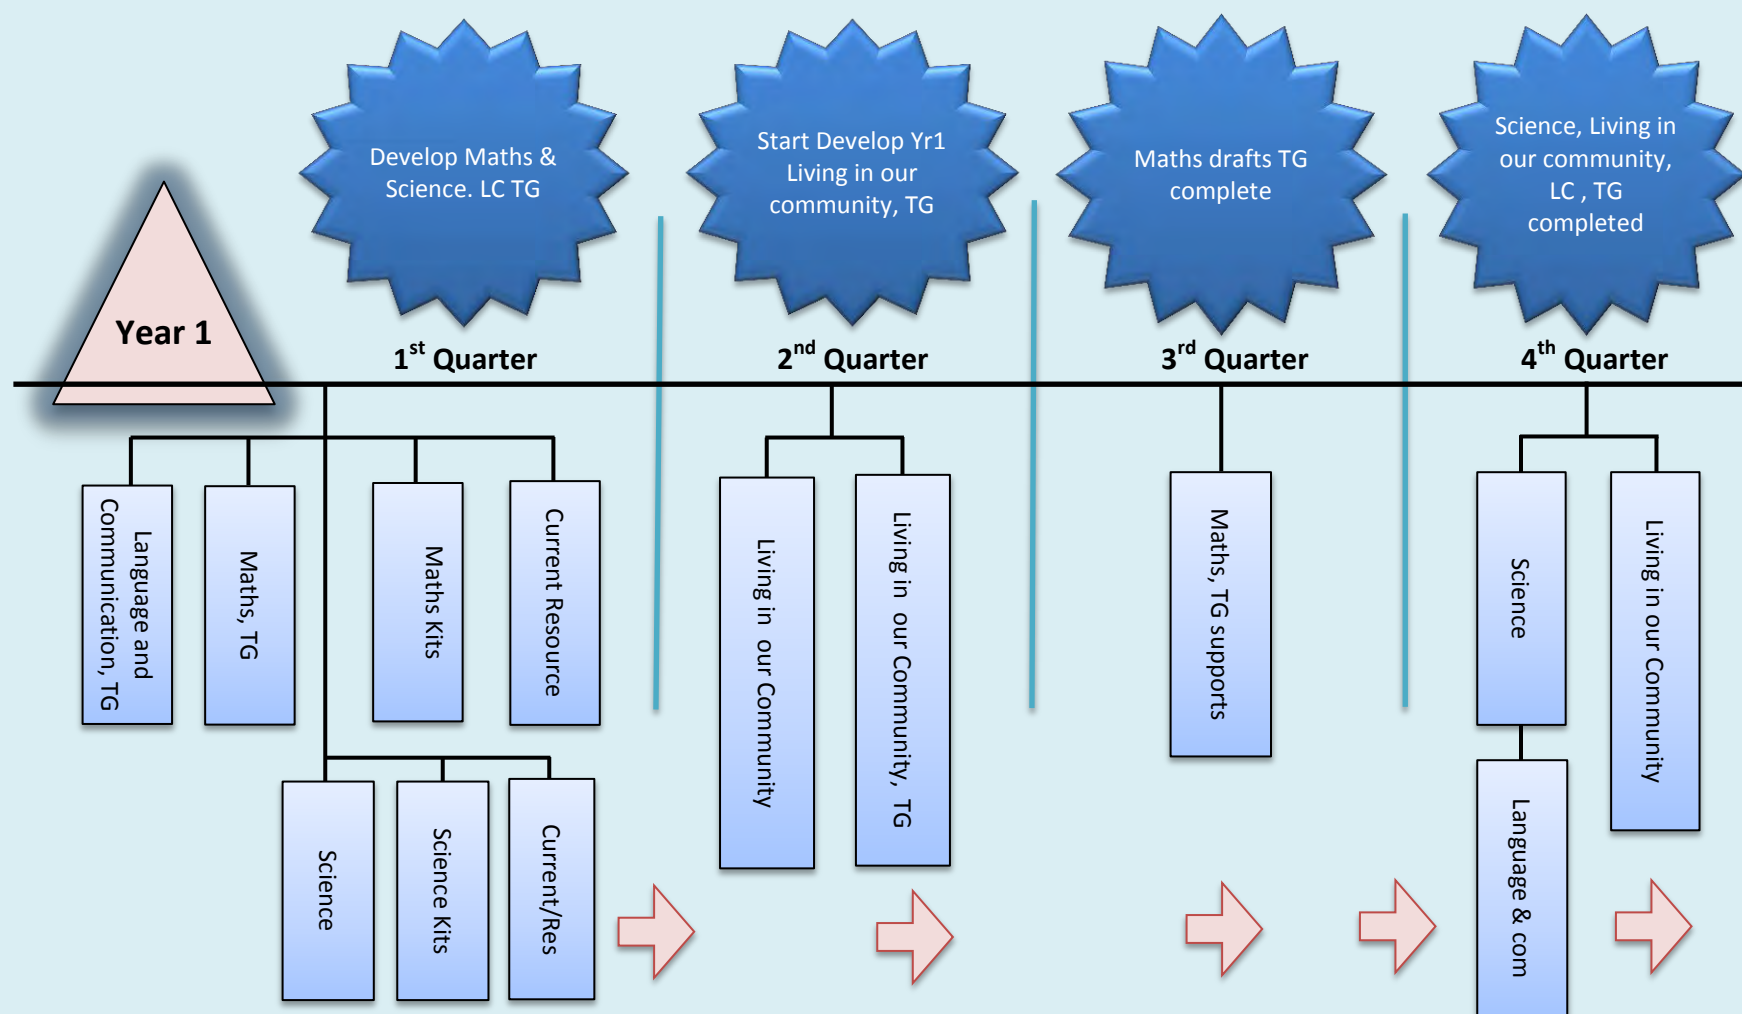 Develop Maths &
Science. LC TG
Start Develop Yr1
Living in our
community, TG
Maths drafts TG
complete
Science, Living in
our community,
LC , TG
completed
Year 1
1st Quarter
2nd Quarter
3rd Quarter
4th Quarter
Language and
Communication, TG
Maths, TG
Maths Kits
Current Resource
Living in our Community
Living in our Community, TG
Maths, TG supports
Science
Living in our Community
Science
Science Kits
Current/Res
Language & com